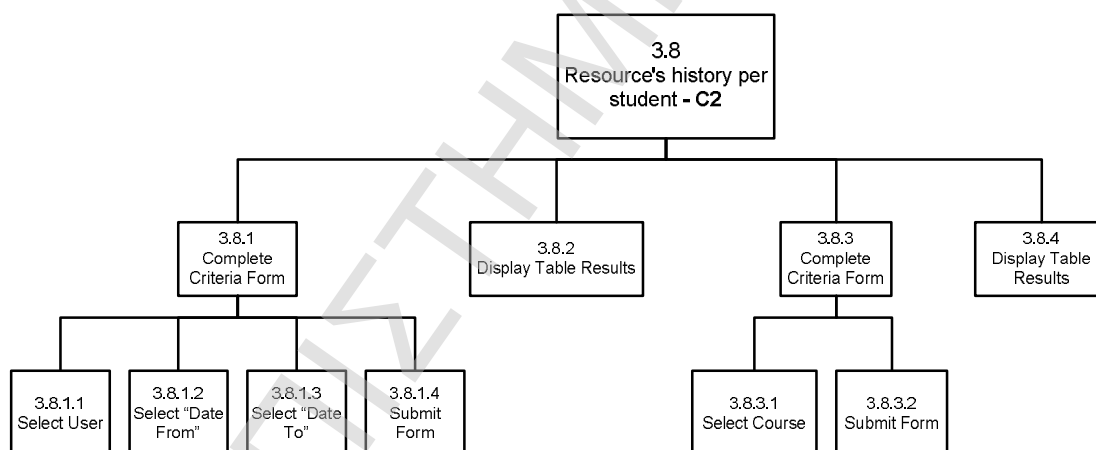 3.8
Resource's history per
student - C2
3.8.1
Complete
Criteria Form
3.8.2
Display Table Results
3.8.3
Complete
Criteria Form
3.8.4
Display Table
Results
3.8.1.1
Select User
3.8.1.2
Select “Date
From”
3.8.1.3
Select “Date
To”
3.8.1.4
Submit
Form
3.8.3.1
Select Course
3.8.3.2
Submit Form
ΠΙΣΤΗΜ